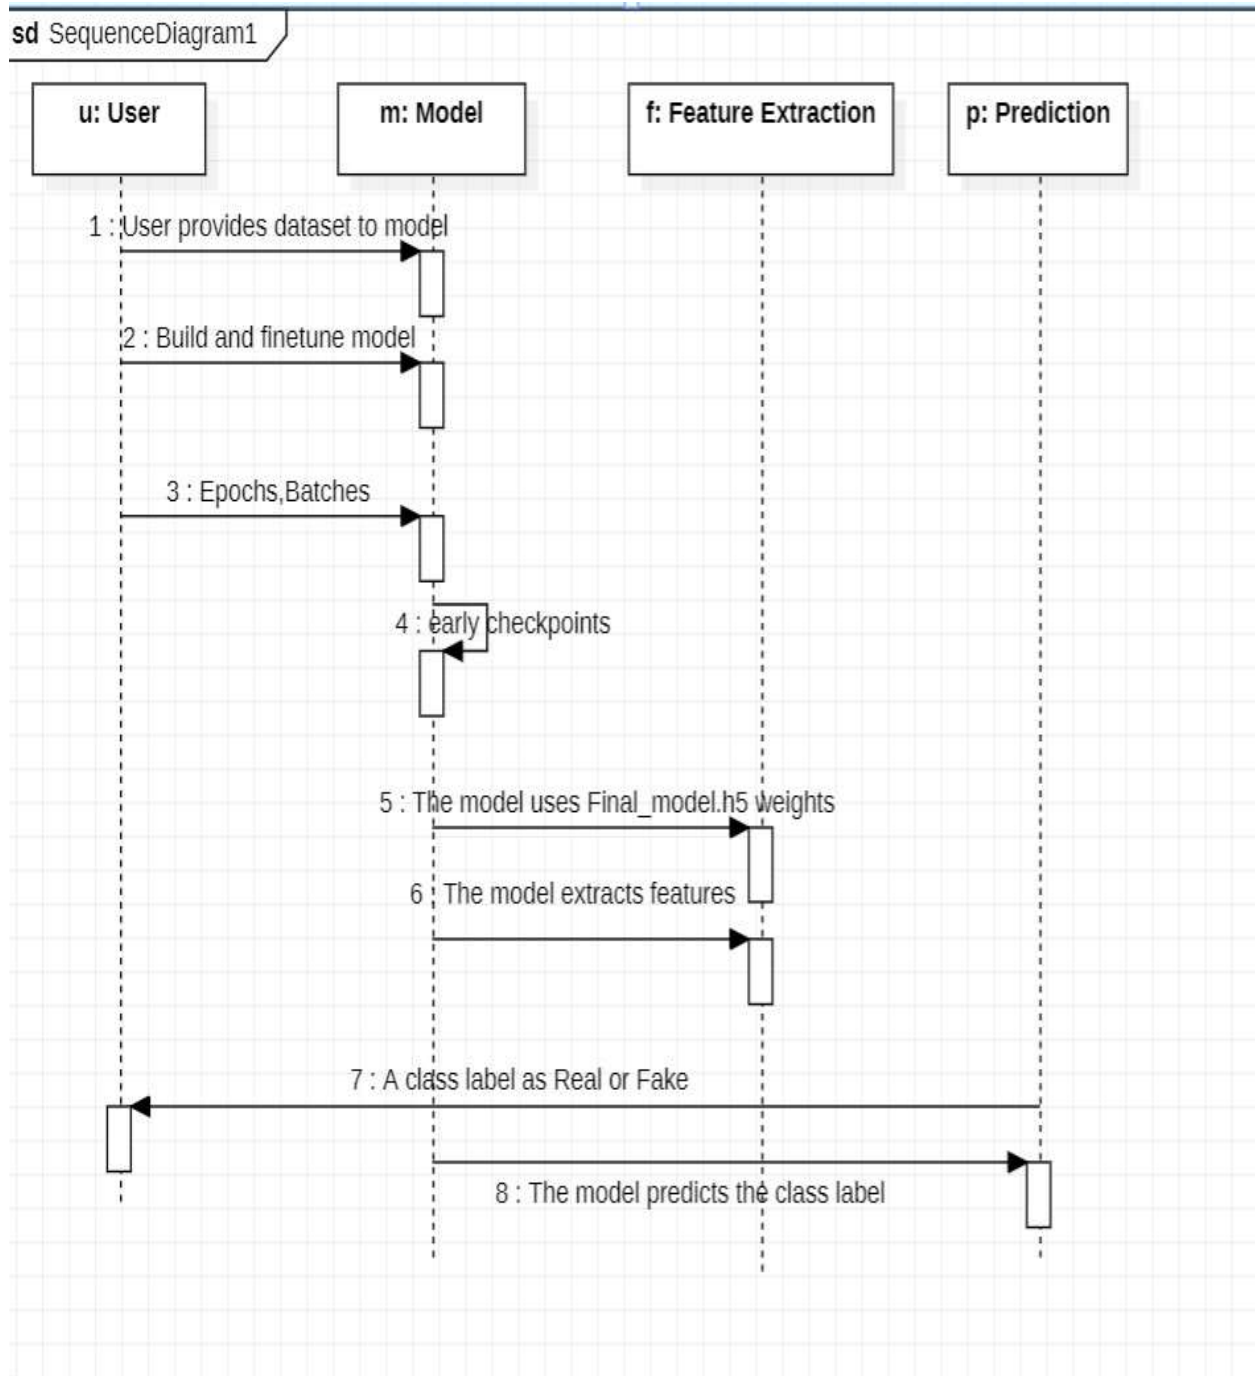 sd SequenceDiagram1
u: User
m: Model
f: Feature Extraction
p: Prediction
1 : User provides dataset to model
2 : Build and finetune model
3 : Epochs,Batches
4 : early checkpoints
5 : The model uses Final_model.h5 weights
6 : The model extracts features
7 : A class label as Real or Fake
8 : The model predicts the class label